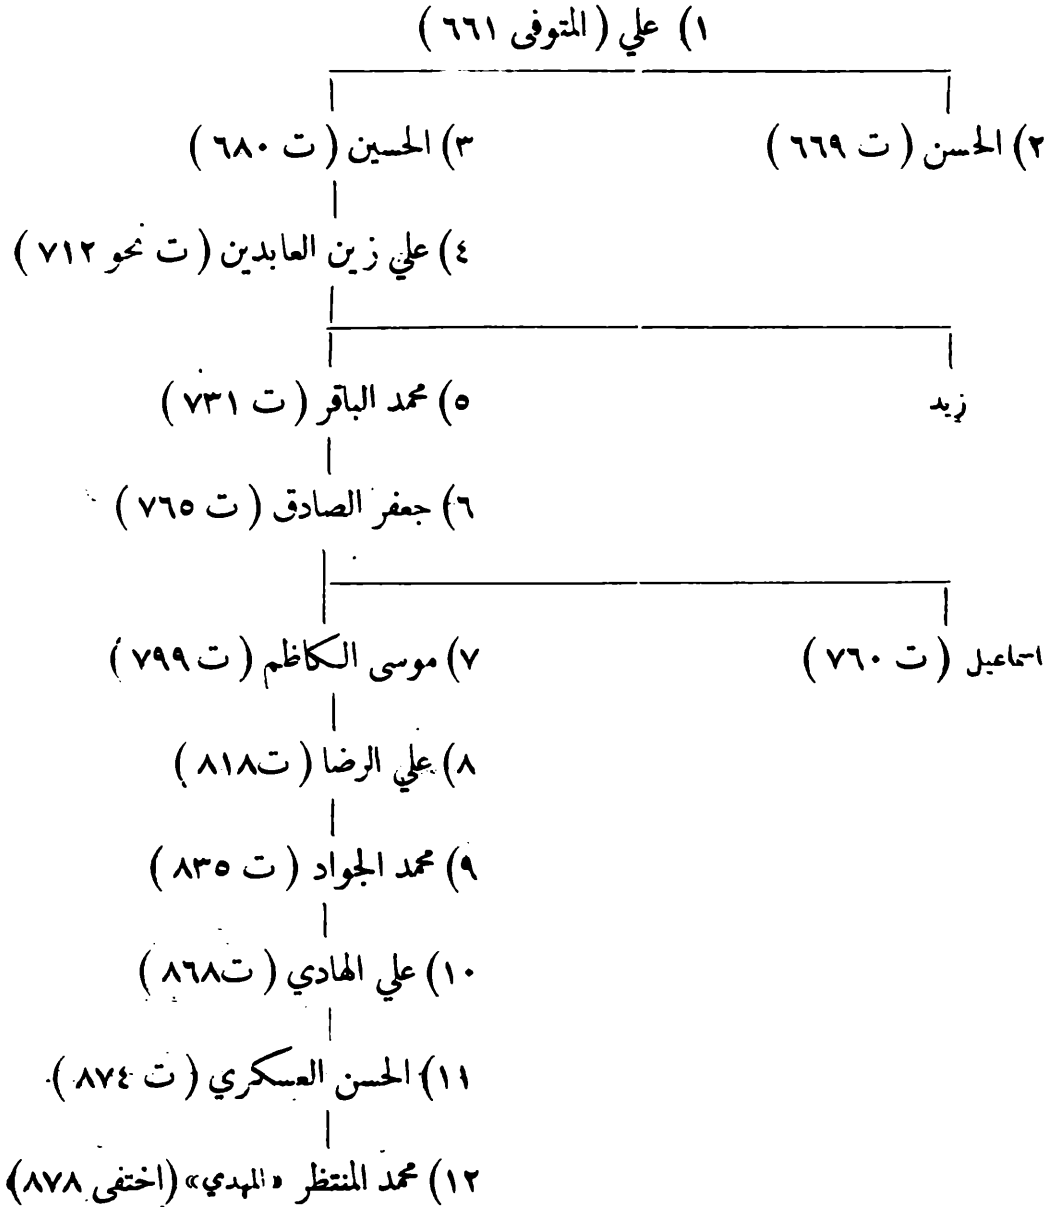 ١) علي ( المتوفى ٦٦١ )
٢) الحسن ( ت ٦٦٩ )
٣) الحسين ( ت ٦٨٠ )
٤) علي زين العابدين ( ت نحو ٧١٢ )
زيد
٥) محمد الباقر ( ت ٧٣١ )
٦) جعفر الصادق ( ت ٧٦٥ )
اسماعيل ( ت ٧٦٠ )
٧) موسى الكاظم ( ت ٧٩٩ )
٨) علي الرضا ( ت٨١٨ )
٩) محمد الجواد ( ت ٨٣٥ )
١٠) علي الهادي ( ت٨٦٨ )
١١) الحسن العسكري ( ت ٨٧٤ )
١٢) محمد المنتظر «المهدي» (اختفى ٨٧٨)